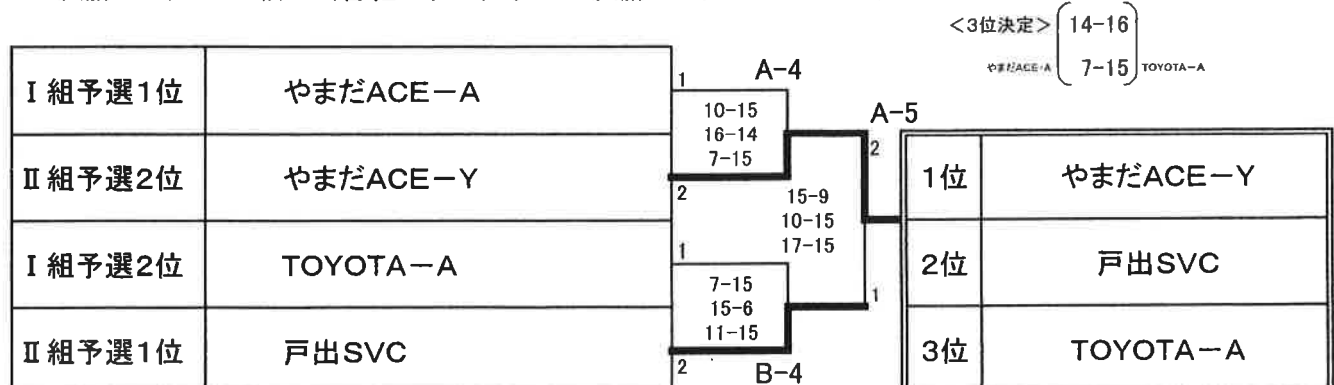 <3位決定> 14-16
やまだACE-A 7-15 TOYOTA-A
Ⅰ組予選1位 やまだACE-A
Ⅱ組予選2位 やまだACE-Y
Ⅰ組予選2位 TOYOTA-A
Ⅱ組予選1位 戸出SVC
1 A-4
10-15
16-14
7-15
2
A-5
2
15-9
10-15
17-15
1
1
7-15
15-6
11-15
2 B-4
1位 やまだACE-Y
2位 戸出SVC
3位 TOYOTA-A